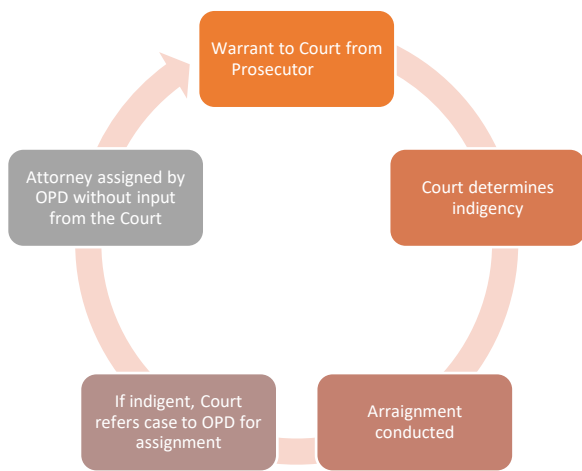 Warrant to Court from
Prosecutor
Court determines
indigency
Arraignment
conducted
If indigent, Court
refers case to OPD for
assignment
Attorney assigned by
OPD without input
from the Court